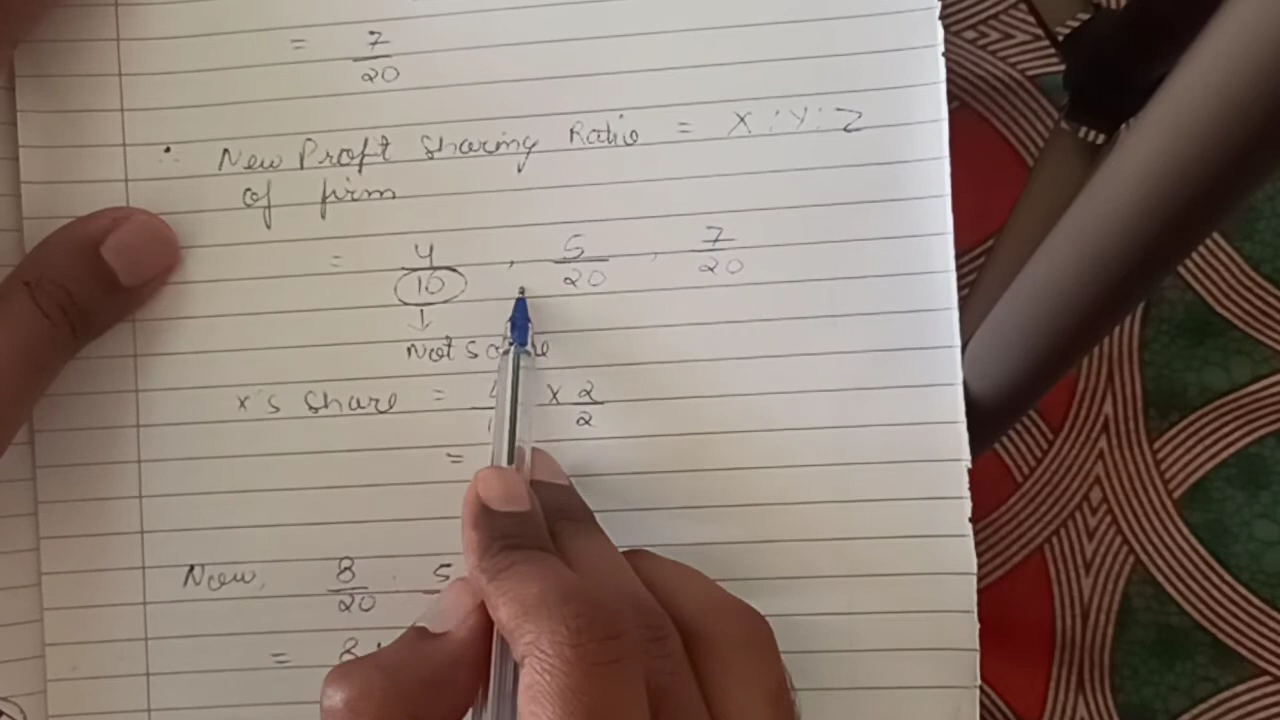 = 7/20
∴ New Profit Sharing Ratio = X : Y : Z
of firm
= 4/10 , 5/20 , 7/20
↓
Not
x's Share = × 2/2
=
Now, 8/20 . 5
= 8